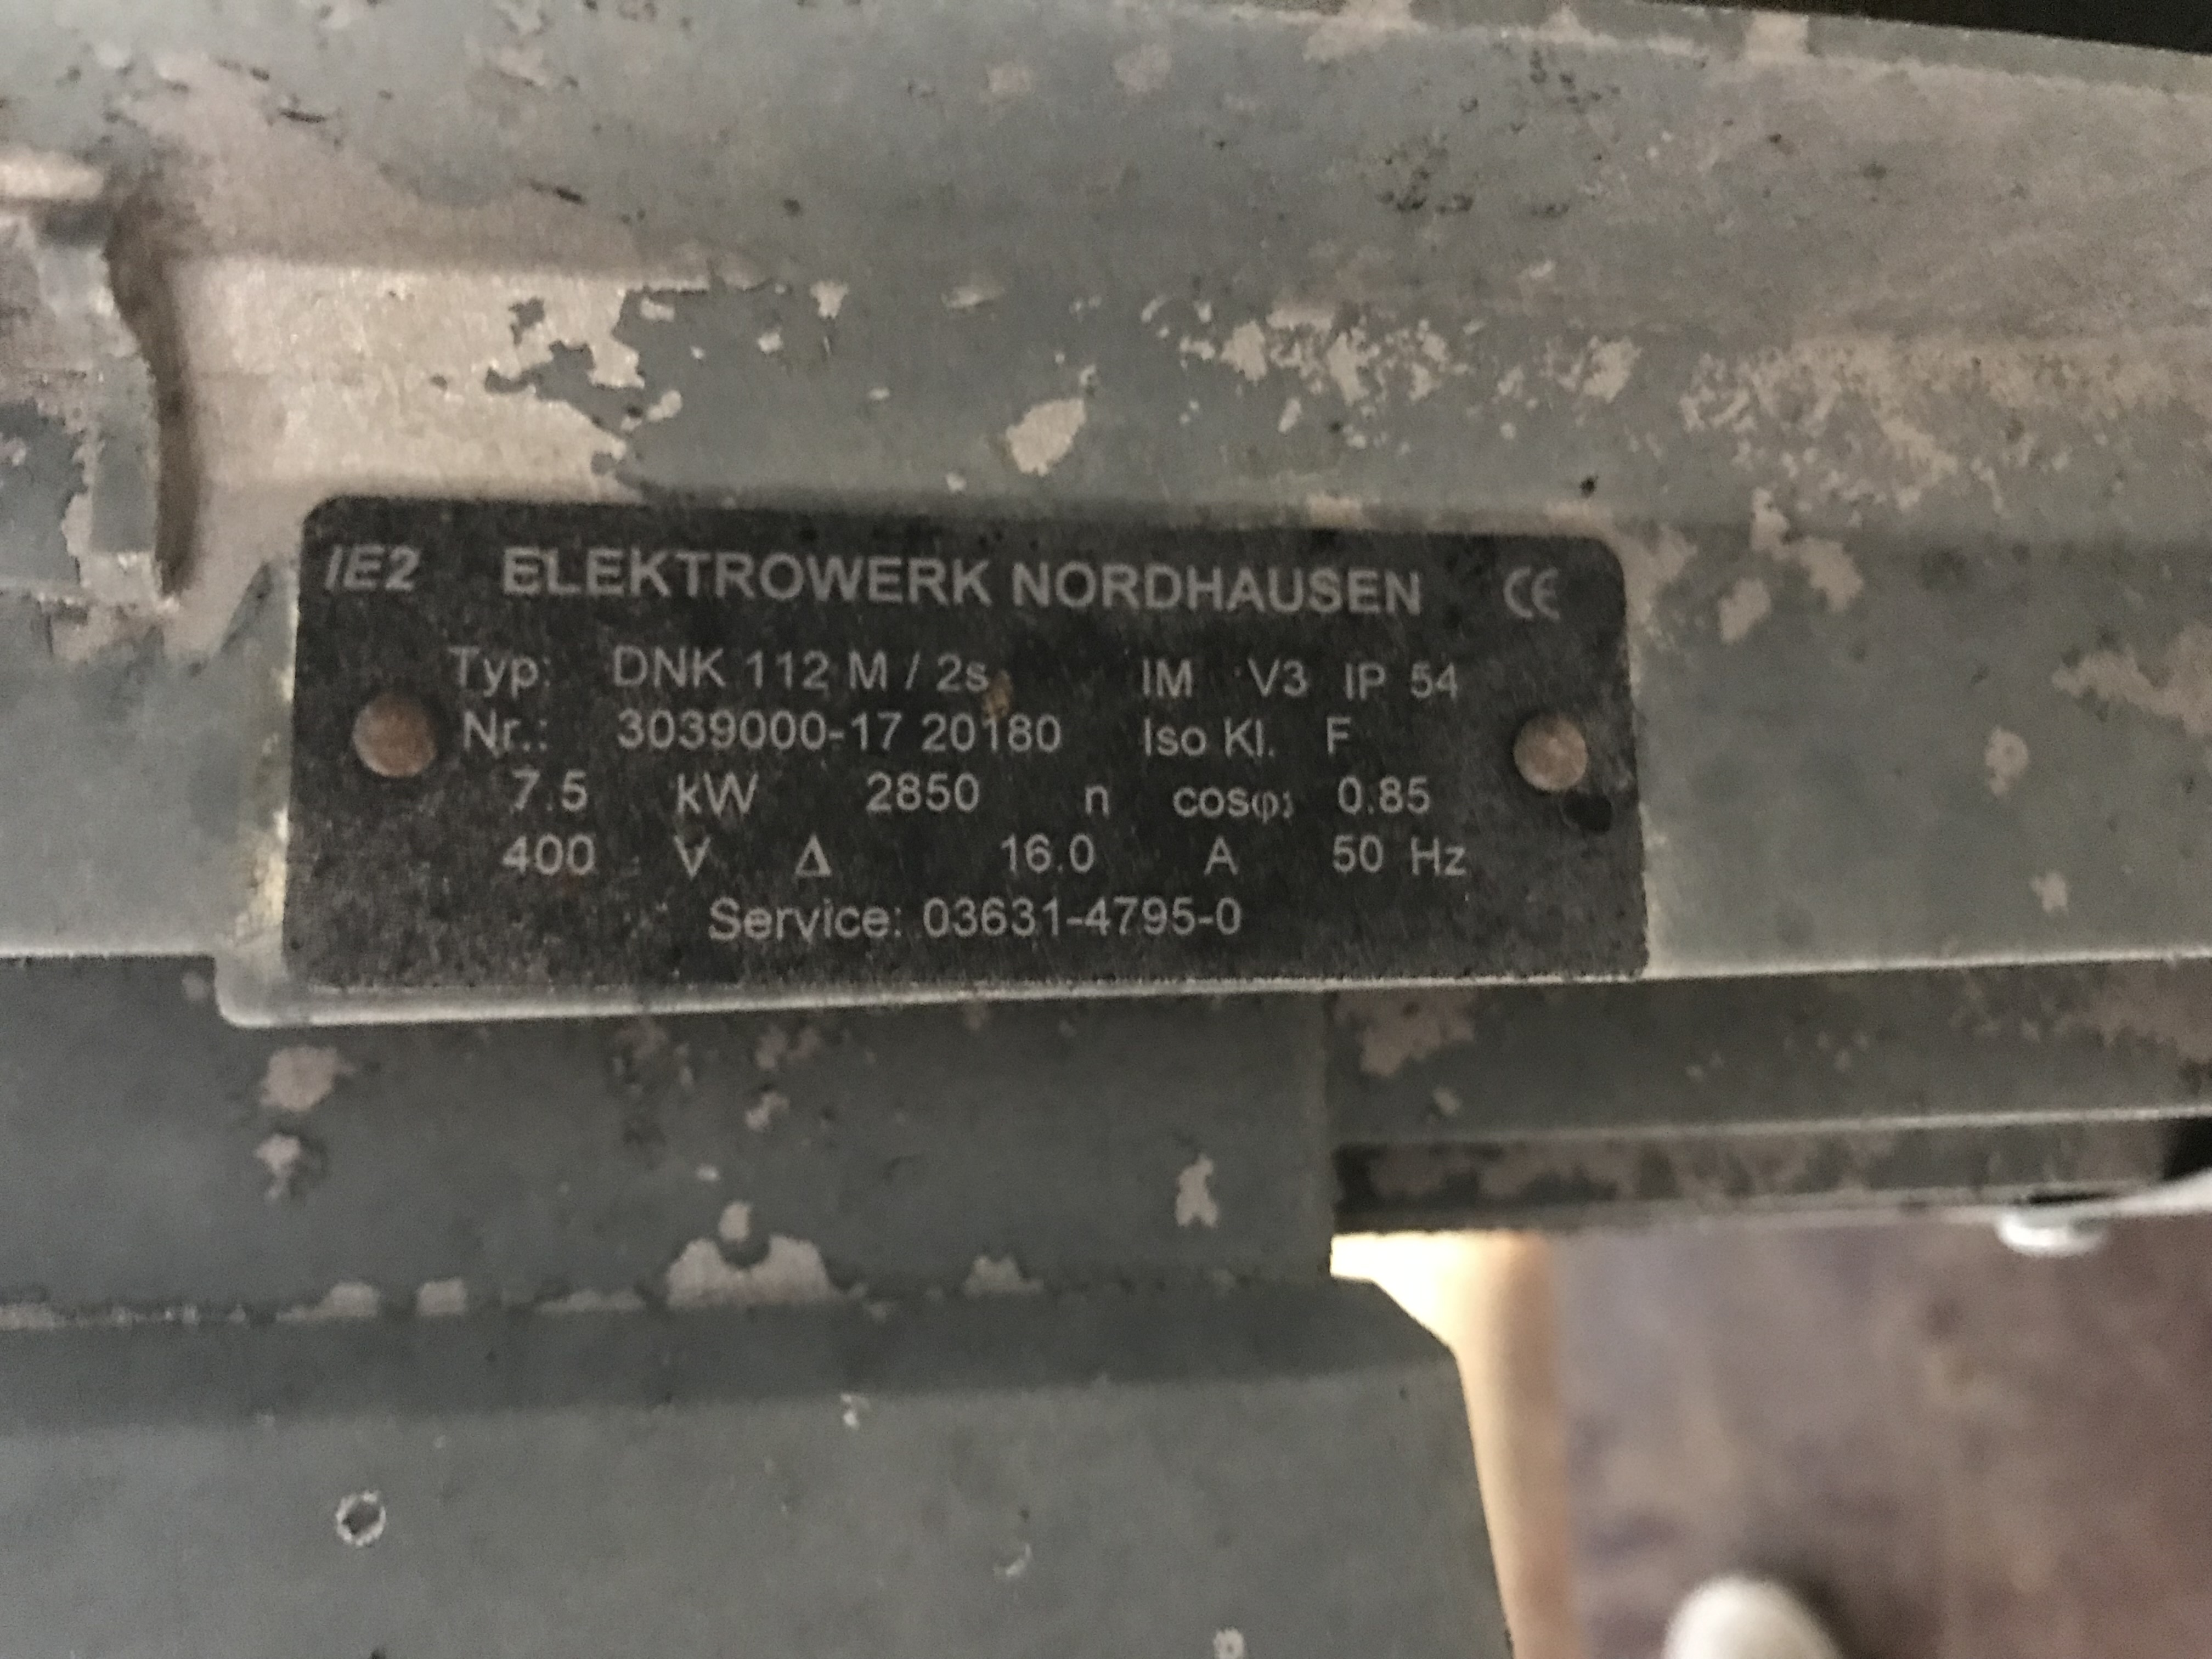 IE2 ELEKTROWERK NORDHAUSEN CE
Typ: DNK 112 M / 2s IM V3 IP 54
Nr.: 3039000-17 20180 Iso Kl. F
7.5 kW 2850 n cosφ: 0.85
400 V Δ 16.0 A 50 Hz
Service: 03631-4795-0